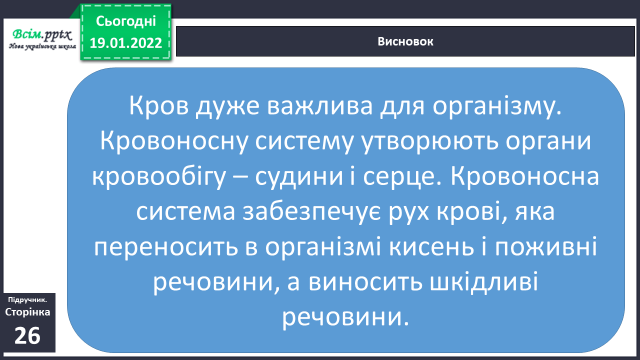 Всім.pptx
Нова українська школа
Сьогодні
19.01.2022
Висновок
Кров дуже важлива для організму.
Кровоносну систему утворюють органи
кровообігу – судини і серце. Кровоносна
система забезпечує рух крові, яка
переносить в організмі кисень і поживні
речовини, а виносить шкідливі
речовини.
Підручник.
Сторінка
26